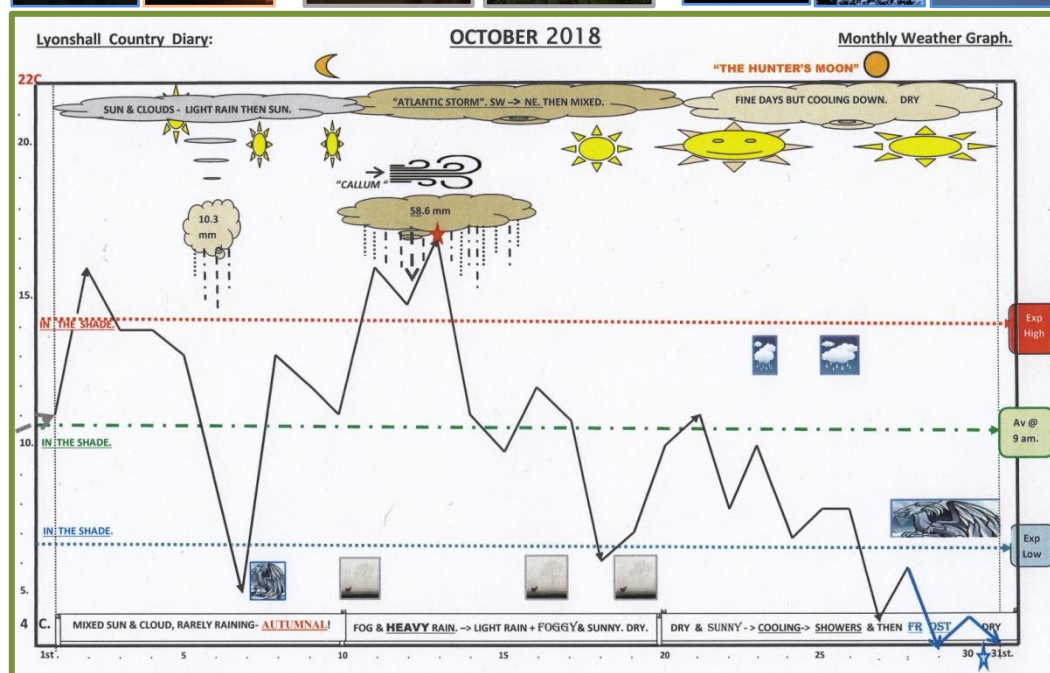 Lyonshall Country Diary: OCTOBER 2018 Monthly Weather Graph.
"THE HUNTER'S MOON"
22C
SUN & CLOUDS - LIGHT RAIN THEN SUN.
"ATLANTIC STORM". SW --> NE. THEN MIXED.
FINE DAYS BUT COOLING DOWN. DRY
20.
"CALLUM"
10.3
mm
58.6 mm
15.
IN THE SHADE.
Exp
High
10.
IN THE SHADE.
Av @
9 am.
IN THE SHADE.
Exp
Low
5.
4 C.
MIXED SUN & CLOUD, RARELY RAINING- AUTUMNAL!
FOG & HEAVY RAIN. --> LIGHT RAIN + FOGGY & SUNNY. DRY.
DRY & SUNNY -> COOLING-> SHOWERS & THEN FROST DRY
1st. 5 10 15 20 25 30 31st.